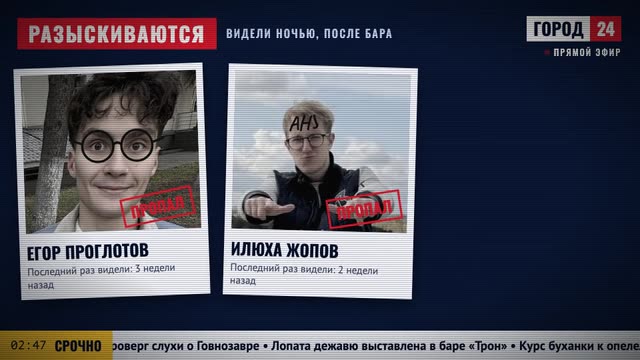 РАЗЫСКИВАЮТСЯ
ВИДЕЛИ НОЧЬЮ, ПОСЛЕ БАРА
ГОРОД 24
ПРЯМОЙ ЭФИР
AHS
ПРОПАЛ
ПРОПАЛ
ЕГОР ПРОГЛОТОВ
Последний раз видели: 3 недели
назад
ИЛЮХА ЖОПОВ
Последний раз видели: 2 недели
назад
02:47 СРОЧНО роверг слухи о Говнозавре • Лопата дежавю выставлена в баре «Трон» • Курс буханки к опеле